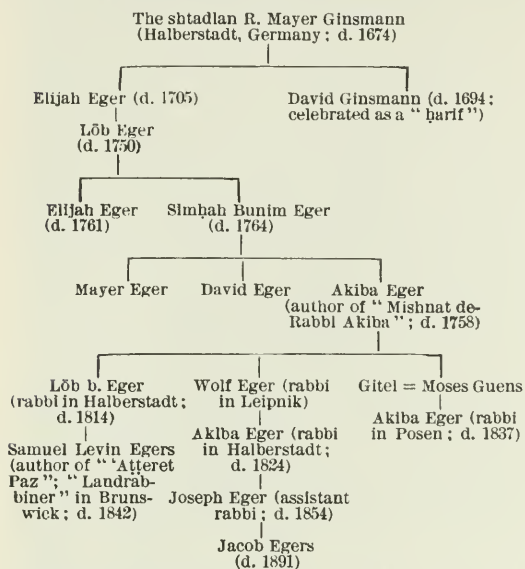 The shtadlan R. Mayer Ginsmann
(Halberstadt, Germany; d. 1674)
Elijah Eger (d. 1705)
David Ginsmann (d. 1694;
celebrated as a "ḥarif")
Löb Eger
(d. 1750)
Elijah Eger
(d. 1761)
Simḥah Bunim Eger
(d. 1764)
Mayer Eger
David Eger
Akiba Eger
(author of "Mishnat de-
Rabbi Akiba"; d. 1758)
Löb b. Eger
(rabbi in Halberstadt;
d. 1814)
Samuel Levin Egers
(author of "'Aṭṭeret
Paz"; "Landrab-
biner" in Bruns-
wick; d. 1842)
Wolf Eger (rabbi
in Leipnik)
Akiba Eger (rabbi
in Halberstadt;
d. 1824)
Joseph Eger (assistant
rabbi; d. 1854)
Jacob Egers
(d. 1891)
Gitel = Moses Guens
Akiba Eger (rabbi
in Posen; d. 1837)